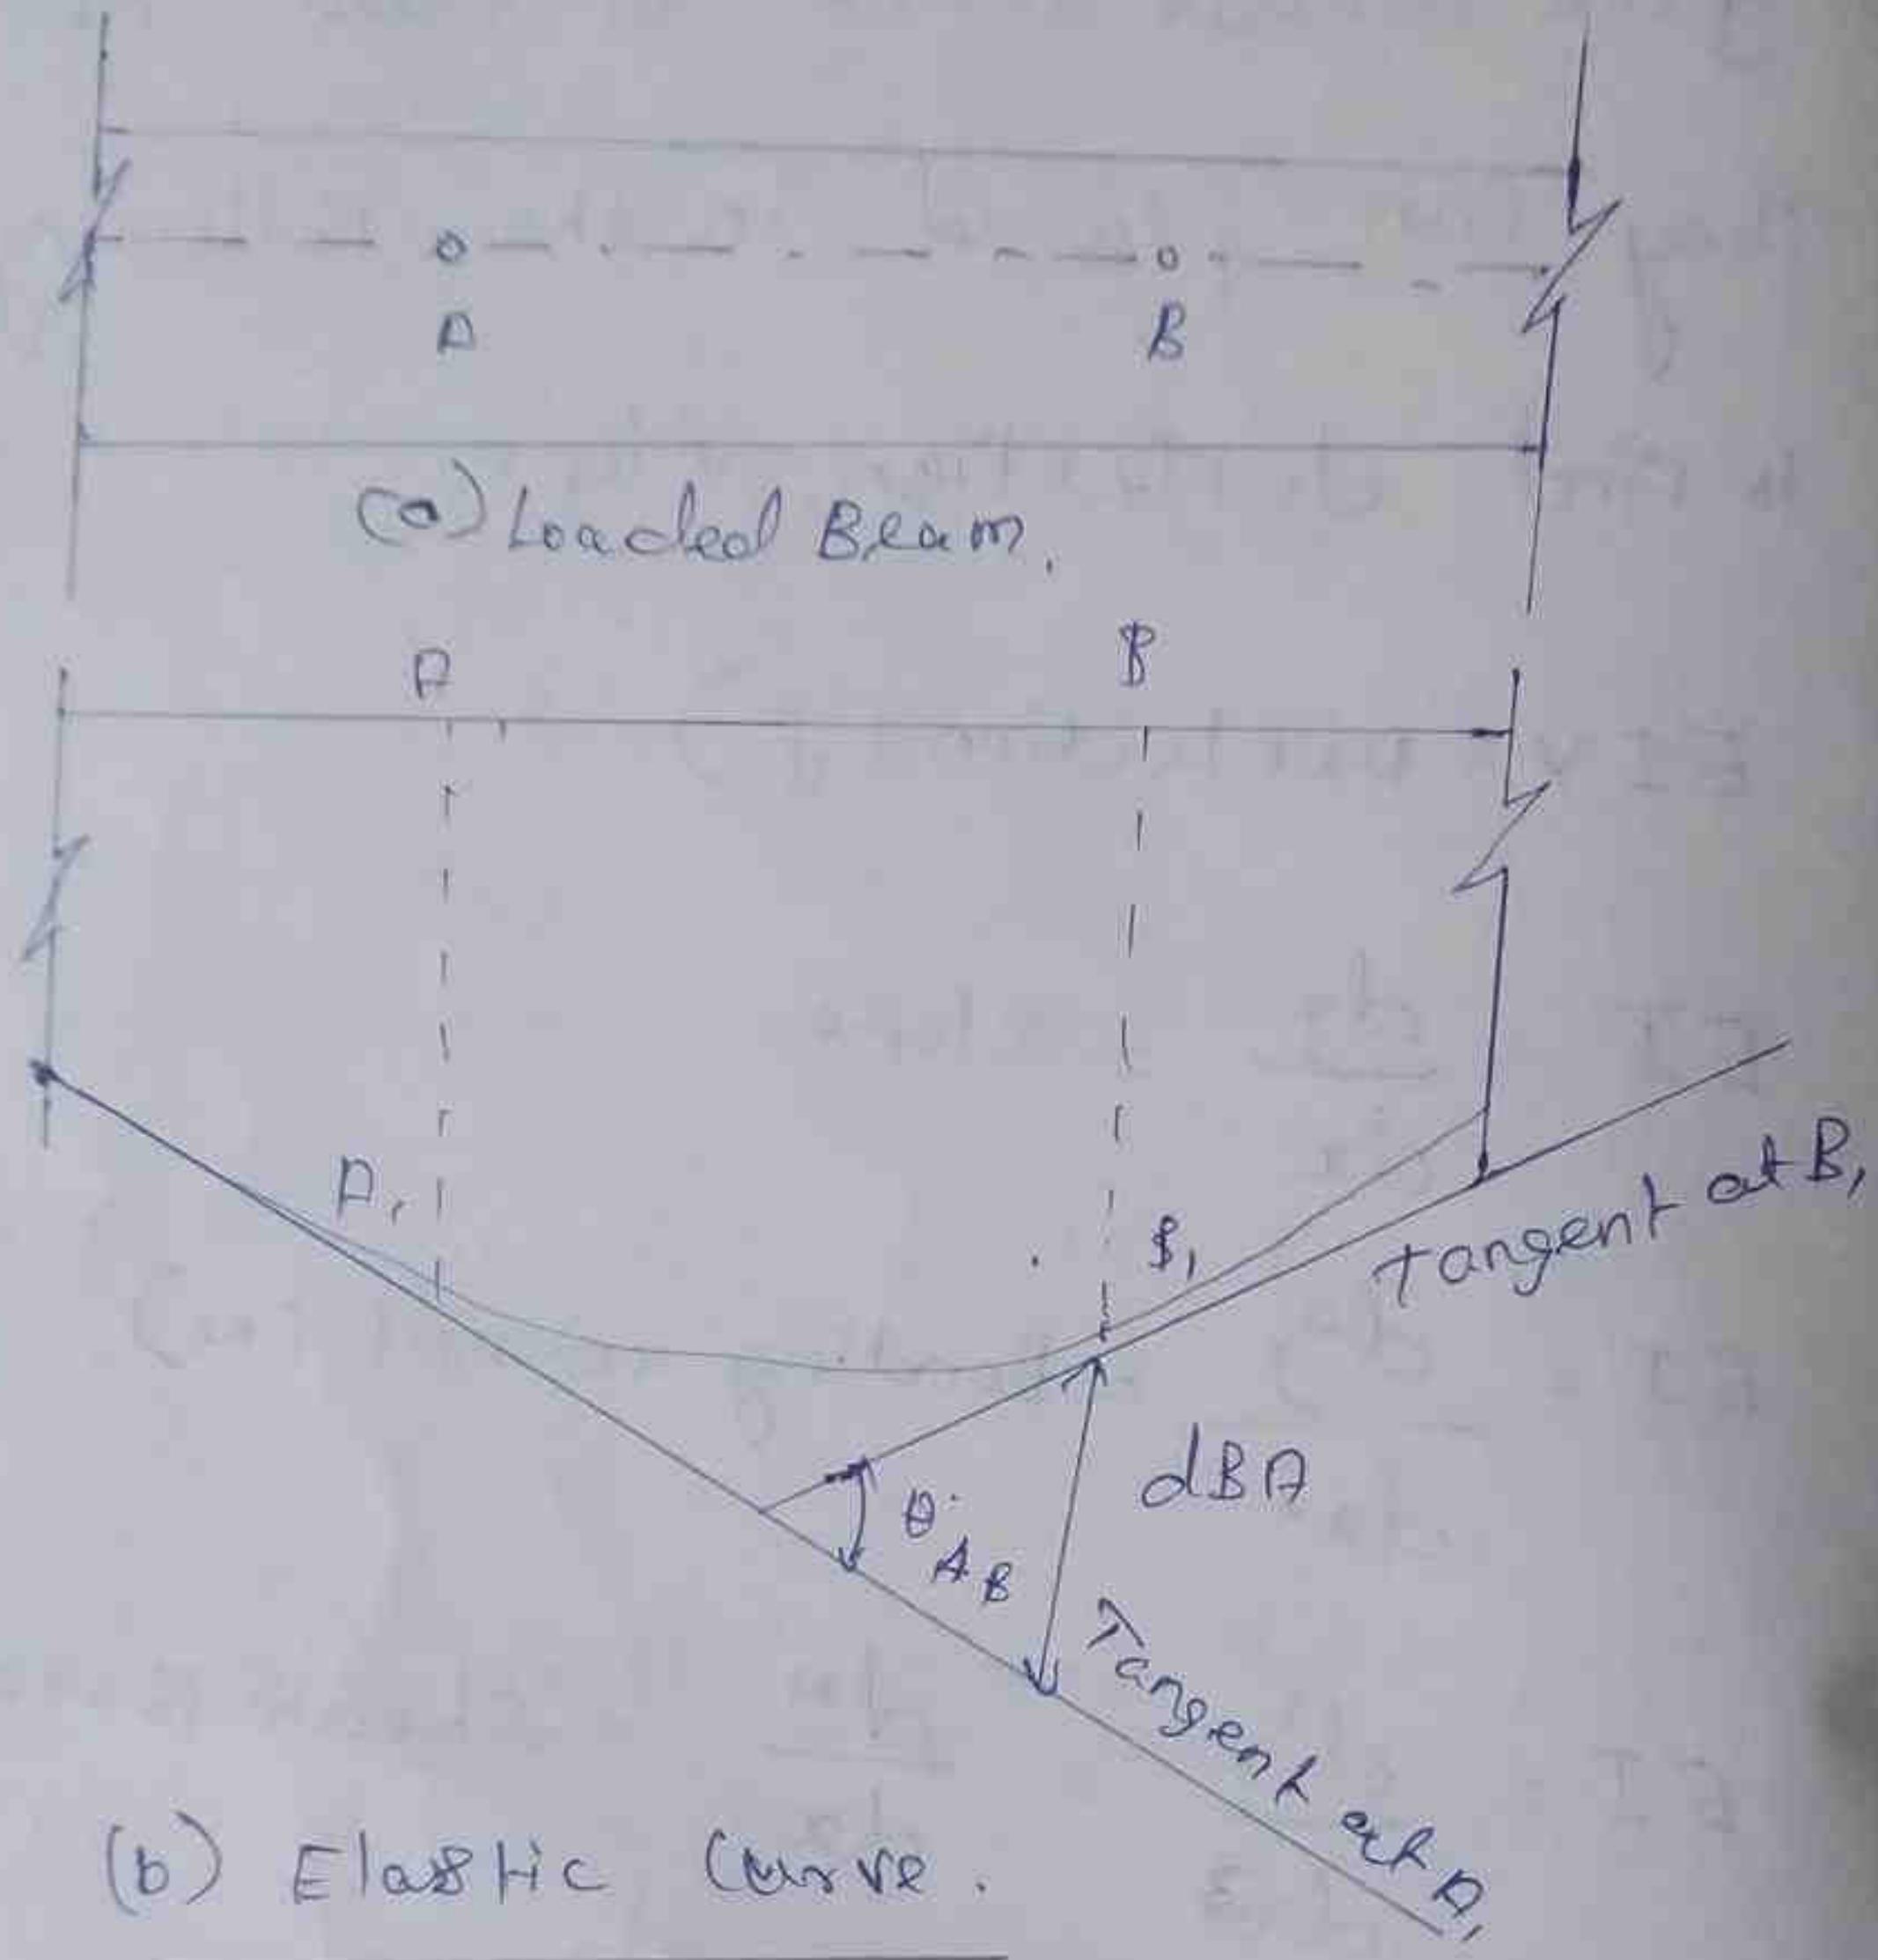 A
B
(a) Loaded Beam.
A
B
A1
B1
Tangent at B1
θAB
dBA
Tangent at A1
(b) Elastic Curve.